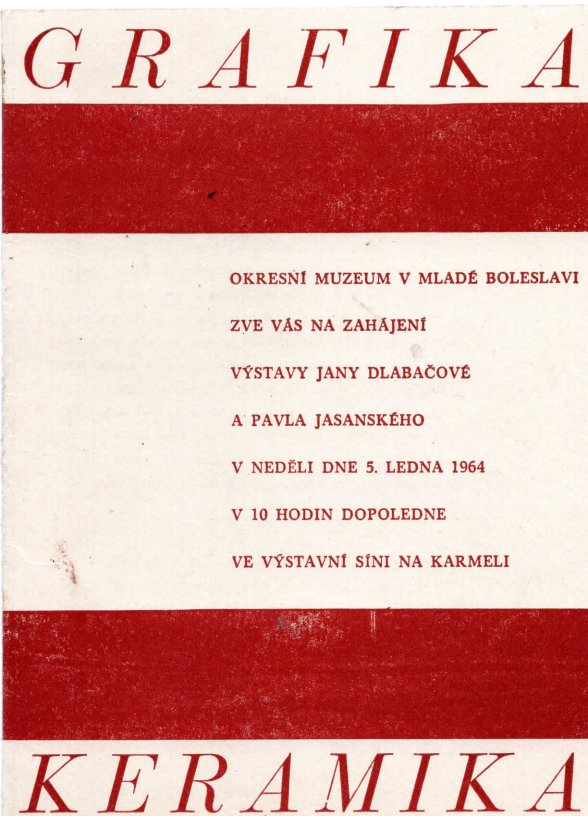 GRAFIKA
OKRESNÍ MUZEUM V MLADÉ BOLESLAVI
ZVE VÁS NA ZAHÁJENÍ
VÝSTAVY JANY DLABAČOVÉ
A PAVLA JASANSKÉHO
V NEDĚLI DNE 5. LEDNA 1964
V 10 HODIN DOPOLEDNE
VE VÝSTAVNÍ SÍNI NA KARMELI
KERAMIKA